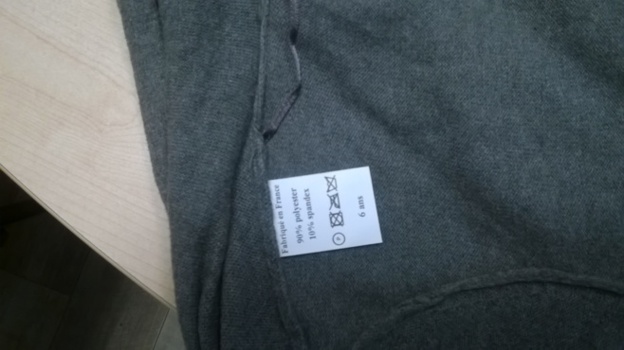 Fabriqué en France
90% polyester
10% spandex
6 ans